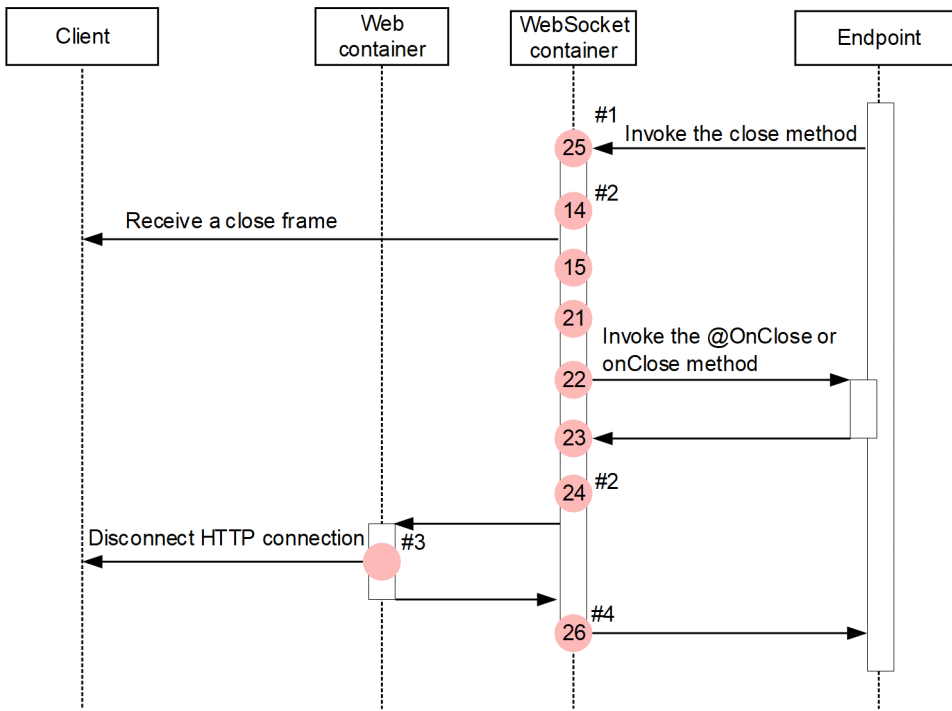 Client
Web
container
WebSocket
container
Endpoint
#1
Invoke the close method
25
#2
14
Receive a close frame
15
21
Invoke the @OnClose or
onClose method
22
23
#2
24
Disconnect HTTP connection
#3
#4
26